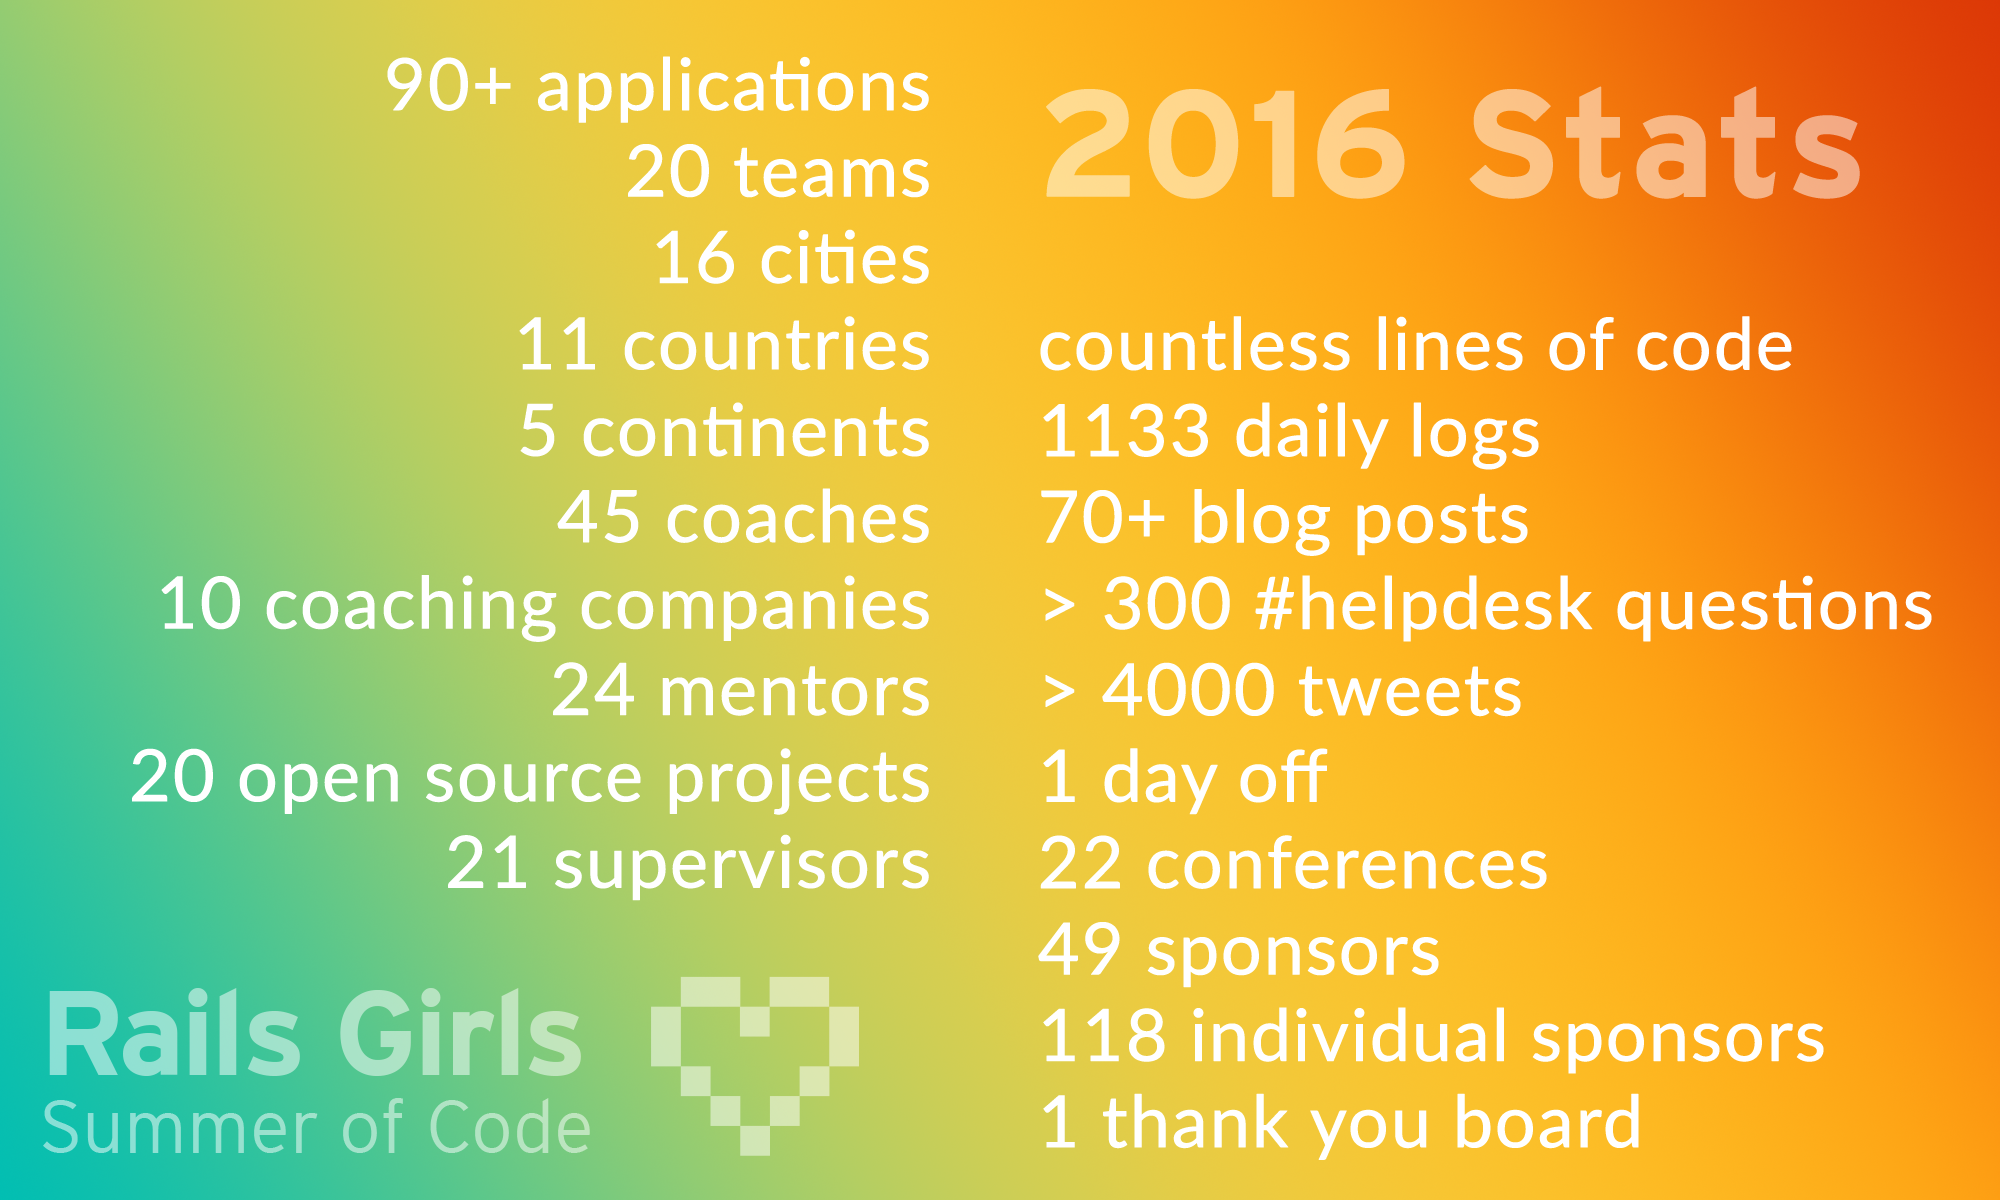 90+ applications
20 teams
16 cities
11 countries
5 continents
45 coaches
10 coaching companies
24 mentors
20 open source projects
21 supervisors
Rails Girls
Summer of Code
2016 Stats
countless lines of code
1133 daily logs
70+ blog posts
> 300 #helpdesk questions
> 4000 tweets
1 day off
22 conferences
49 sponsors
118 individual sponsors
1 thank you board